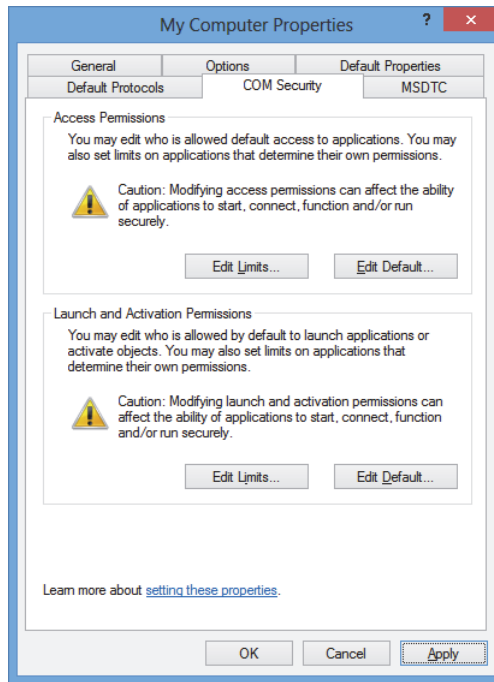 My Computer Properties
?
General
Options
Default Properties
Default Protocols
COM Security
MSDTC
Access Permissions
You may edit who is allowed default access to applications. You may
also set limits on applications that determine their own permissions.
Caution: Modifying access permissions can affect the ability
of applications to start, connect, function and/or run
securely.
Edit Limits...
Edit Default...
Launch and Activation Permissions
You may edit who is allowed by default to launch applications or
activate objects. You may also set limits on applications that
determine their own permissions.
Caution: Modifying launch and activation permissions can
affect the ability of applications to start, connect, function
and/or run securely.
Edit Limits...
Edit Default...
Learn more about setting these properties.
OK
Cancel
Apply